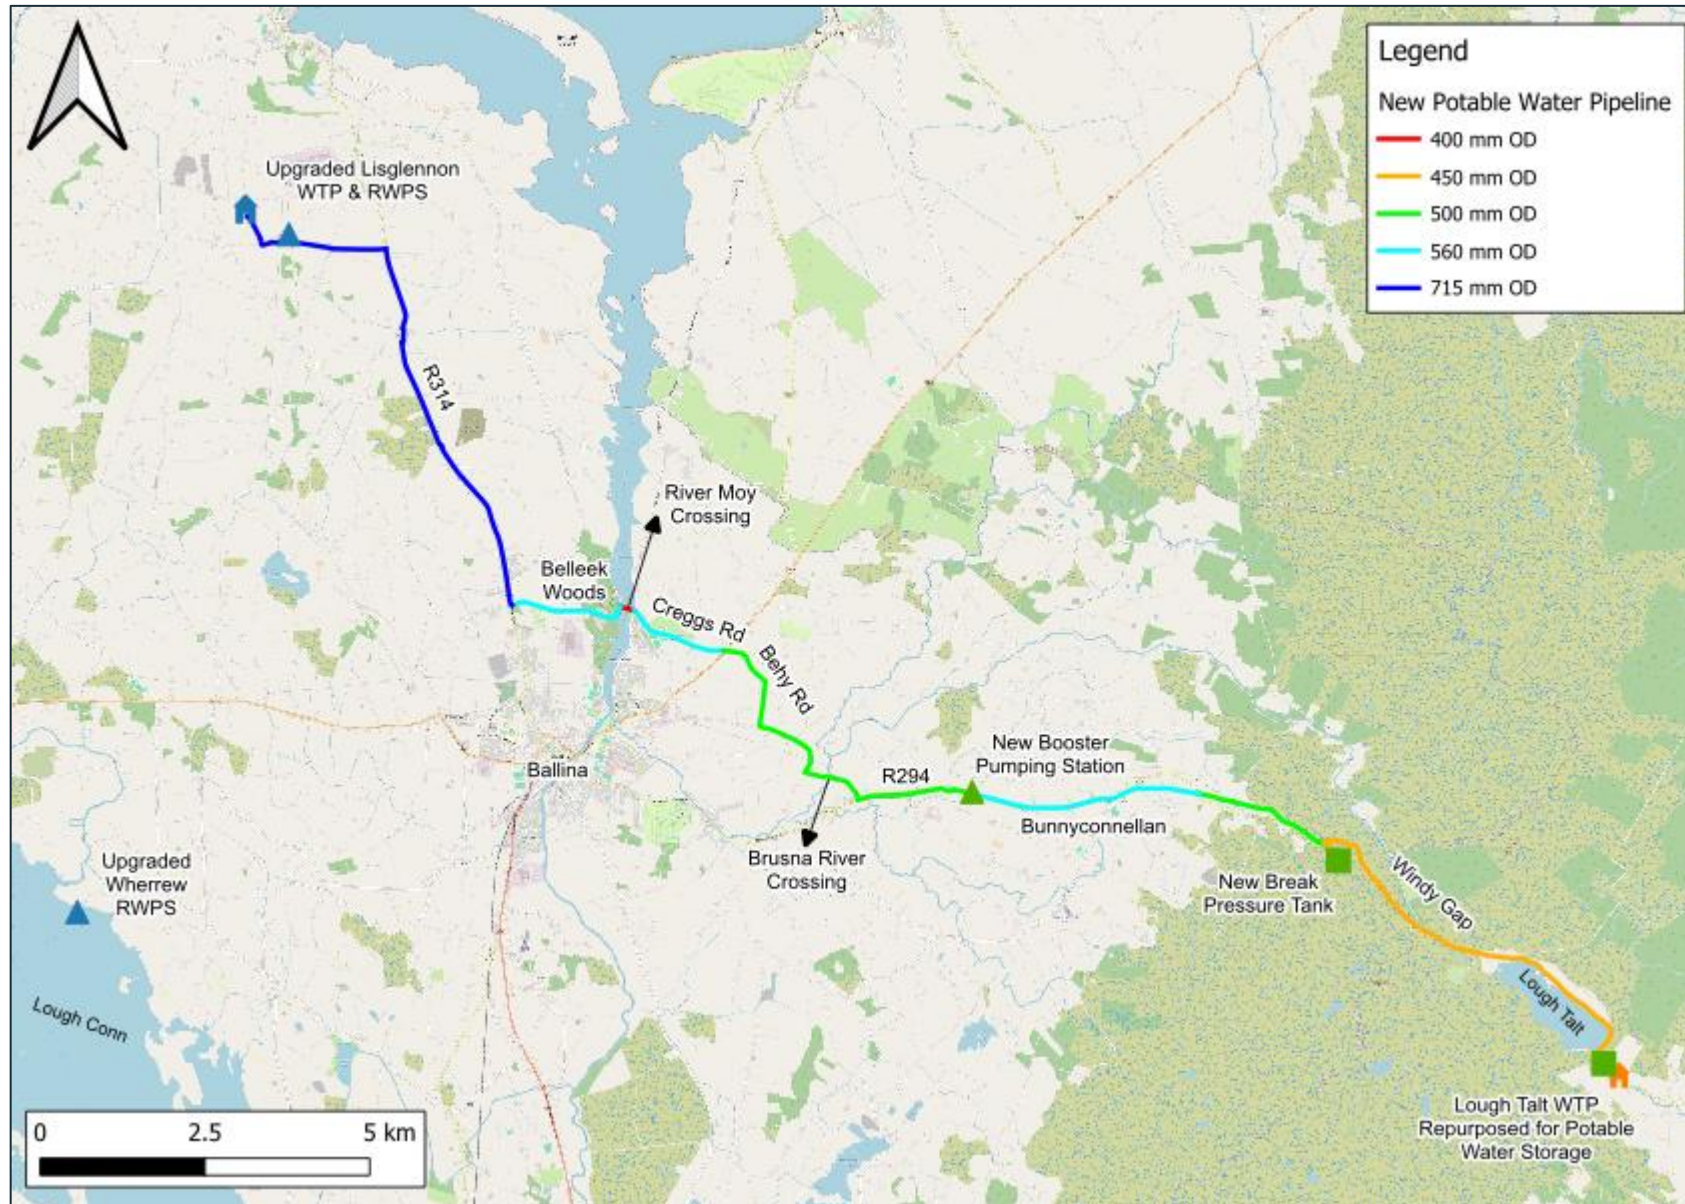 Legend
New Potable Water Pipeline
400 mm OD
450 mm OD
500 mm OD
560 mm OD
715 mm OD
Upgraded Lisglennon
WTP & RWPS
R314
River Moy
Crossing
Belleek
Woods
Creggs Rd
Behy Rd
Ballina
R294
New Booster
Pumping Station
Bunnyconnellan
Brusna River
Crossing
New Break
Pressure Tank
Windy Gap
Upgraded
Wherrew
RWPS
Lough Conn
Lough Talt
Lough Talt WTP
Repurposed for Potable
Water Storage
0 2.5 5 km